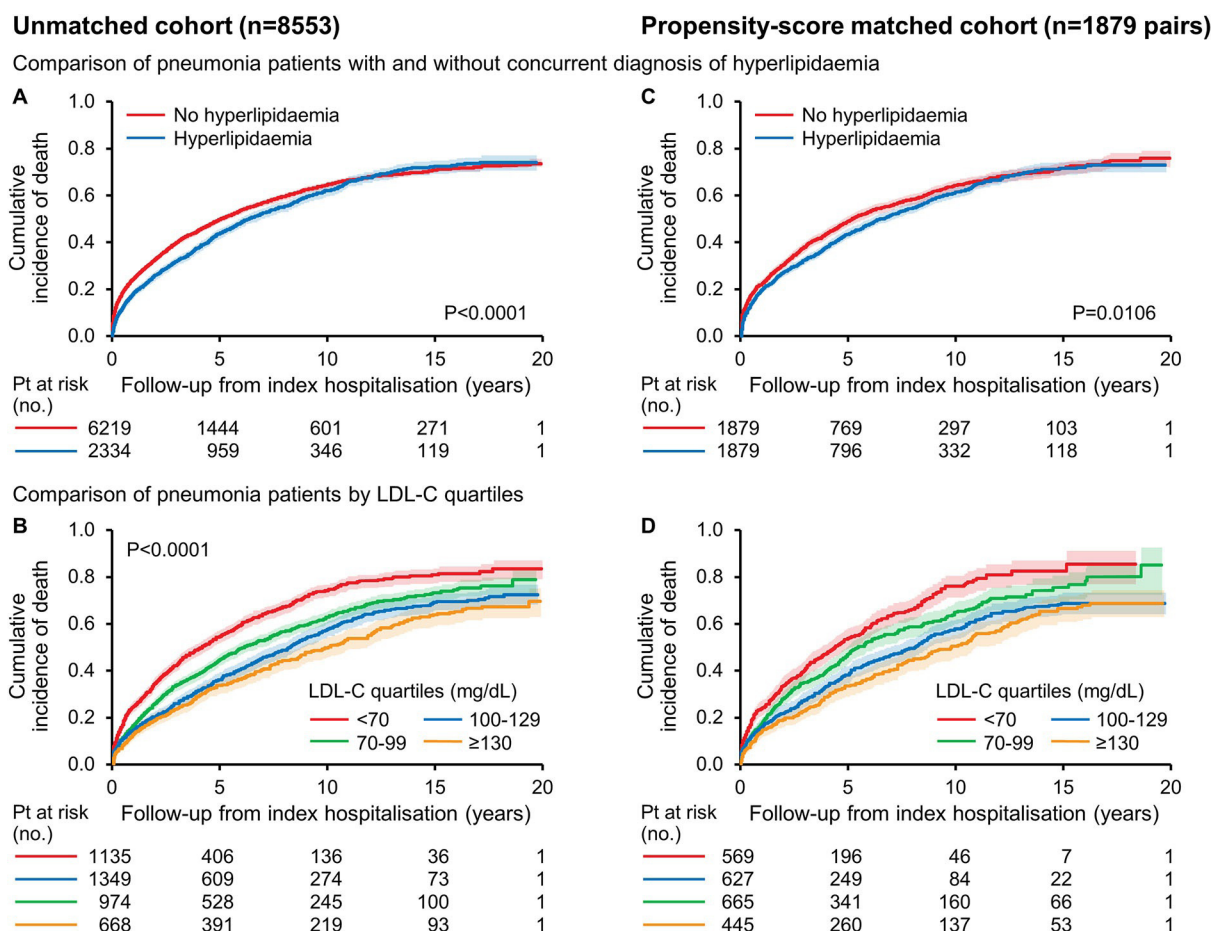 Unmatched cohort (n=8553)
Propensity-score matched cohort (n=1879 pairs)
Comparison of pneumonia patients with and without concurrent diagnosis of hyperlipidaemia
A
Cumulative
incidence of death
1.0
0.8
0.6
0.4
0.2
0.0
No hyperlipidaemia
Hyperlipidaemia
P<0.0001
0 5 10 15 20
Follow-up from index hospitalisation (years)
Pt at risk
(no.)
6219 1444 601 271 1
2334 959 346 119 1
C
Cumulative
incidence of death
1.0
0.8
0.6
0.4
0.2
0.0
No hyperlipidaemia
Hyperlipidaemia
P=0.0106
0 5 10 15 20
Follow-up from index hospitalisation (years)
Pt at risk
(no.)
1879 769 297 103 1
1879 796 332 118 1
Comparison of pneumonia patients by LDL-C quartiles
B
Cumulative
incidence of death
1.0
0.8
0.6
0.4
0.2
0.0
P<0.0001
LDL-C quartiles (mg/dL)
<70 100-129
70-99 ≥130
0 5 10 15 20
Follow-up from index hospitalisation (years)
Pt at risk
(no.)
1135 406 136 36 1
1349 609 274 73 1
974 528 245 100 1
668 391 219 93 1
D
Cumulative
incidence of death
1.0
0.8
0.6
0.4
0.2
0.0
LDL-C quartiles (mg/dL)
<70 100-129
70-99 ≥130
0 5 10 15 20
Follow-up from index hospitalisation (years)
Pt at risk
(no.)
569 196 46 7 1
627 249 84 22 1
665 341 160 66 1
445 260 137 53 1